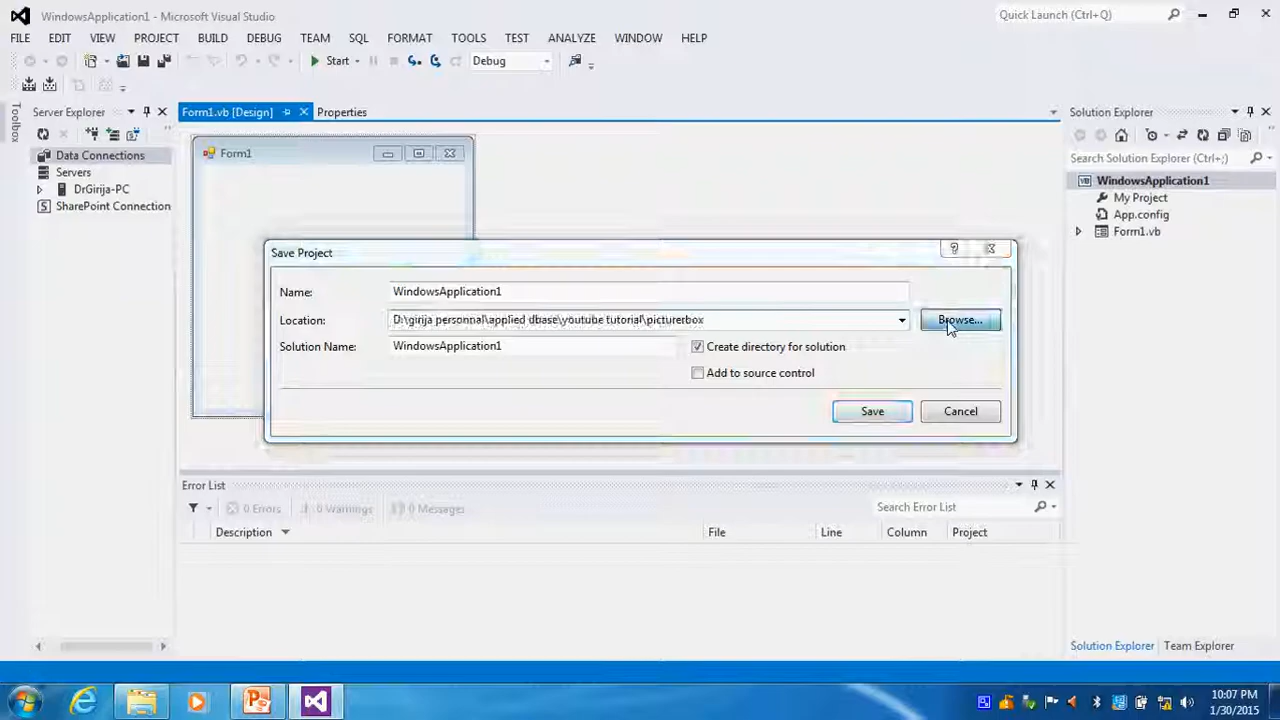 WindowsApplication1 - Microsoft Visual Studio
Quick Launch (Ctrl+Q)
FILE EDIT VIEW PROJECT BUILD DEBUG TEAM SQL FORMAT TOOLS TEST ANALYZE WINDOW HELP
Start Debug
Toolbox
Server Explorer
Form1.vb [Design] Properties
Solution Explorer
Data Connections
Servers
DrGirija-PC
SharePoint Connection
Form1
Search Solution Explorer (Ctrl+;)
WindowsApplication1
My Project
App.config
Form1.vb
Save Project
Name: WindowsApplication1
Location: D:\girija personnal\applied dbase\youtube tutorial\picturerbox Browse...
Solution Name: WindowsApplication1 Create directory for solution
Add to source control
Save Cancel
Error List
0 Errors 0 Warnings 0 Messages Search Error List
Description File Line Column Project
Solution Explorer Team Explorer
10:07 PM
1/30/2015